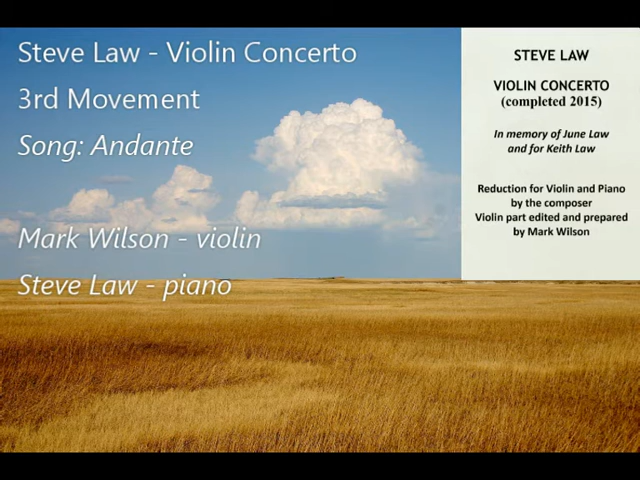 Steve Law - Violin Concerto
3rd Movement
Song: Andante
Mark Wilson - violin
Steve Law - piano
STEVE LAW
VIOLIN CONCERTO
(completed 2015)
In memory of June Law
and for Keith Law
Reduction for Violin and Piano
by the composer
Violin part edited and prepared
by Mark Wilson